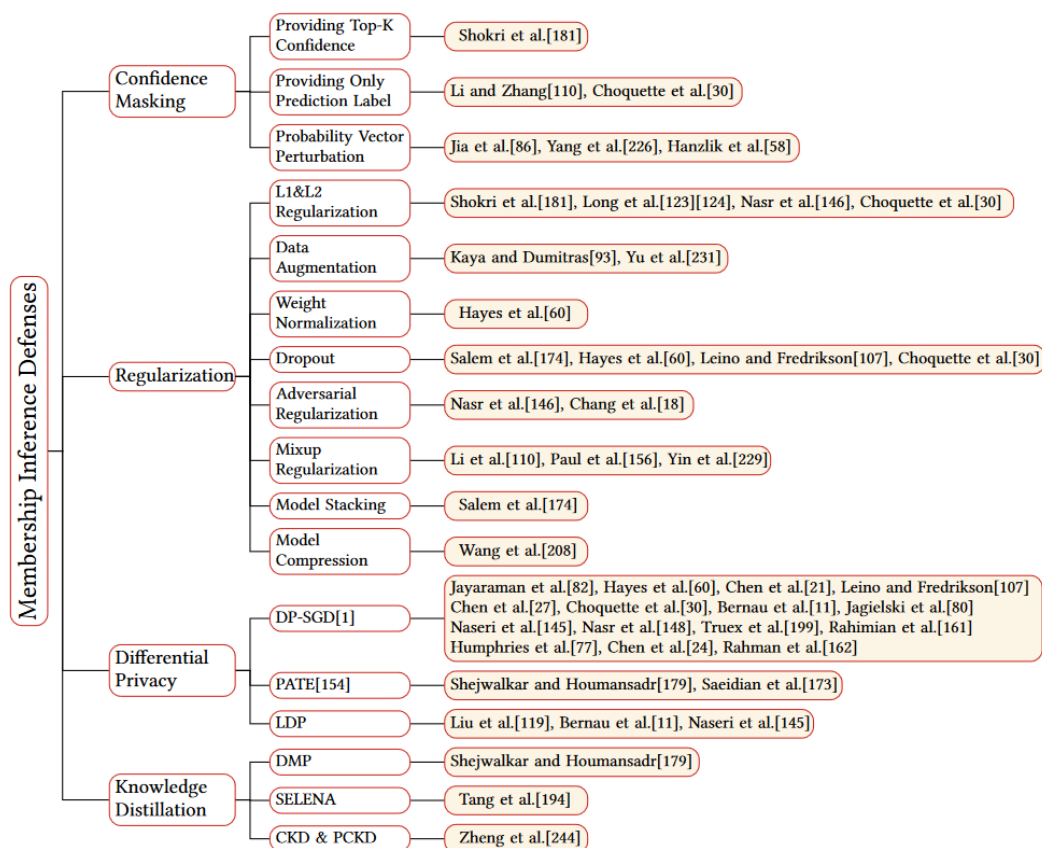 Membership Inference Defenses
Confidence
Masking
Providing Top-K
Confidence
Shokri et al.[181]
Providing Only
Prediction Label
Li and Zhang[110], Choquette et al.[30]
Probability Vector
Perturbation
Jia et al.[86], Yang et al.[226], Hanzlik et al.[58]
Regularization
L1&L2
Regularization
Shokri et al.[181], Long et al.[123][124], Nasr et al.[146], Choquette et al.[30]
Data
Augmentation
Kaya and Dumitras[93], Yu et al.[231]
Weight
Normalization
Hayes et al.[60]
Dropout
Salem et al.[174], Hayes et al.[60], Leino and Fredrikson[107], Choquette et al.[30]
Adversarial
Regularization
Nasr et al.[146], Chang et al.[18]
Mixup
Regularization
Li et al.[110], Paul et al.[156], Yin et al.[229]
Model Stacking
Salem et al.[174]
Model
Compression
Wang et al.[208]
Differential
Privacy
DP-SGD[1]
Jayaraman et al.[82], Hayes et al.[60], Chen et al.[21], Leino and Fredrikson[107]
Chen et al.[27], Choquette et al.[30], Bernau et al.[11], Jagielski et al.[80]
Naseri et al.[145], Nasr et al.[148], Truex et al.[199], Rahimian et al.[161]
Humphries et al.[77], Chen et al.[24], Rahman et al.[162]
PATE[154]
Shejwalkar and Houmansadr[179], Saeidian et al.[173]
LDP
Liu et al.[119], Bernau et al.[11], Naseri et al.[145]
Knowledge
Distillation
DMP
Shejwalkar and Houmansadr[179]
SELENA
Tang et al.[194]
CKD & PCKD
Zheng et al.[244]